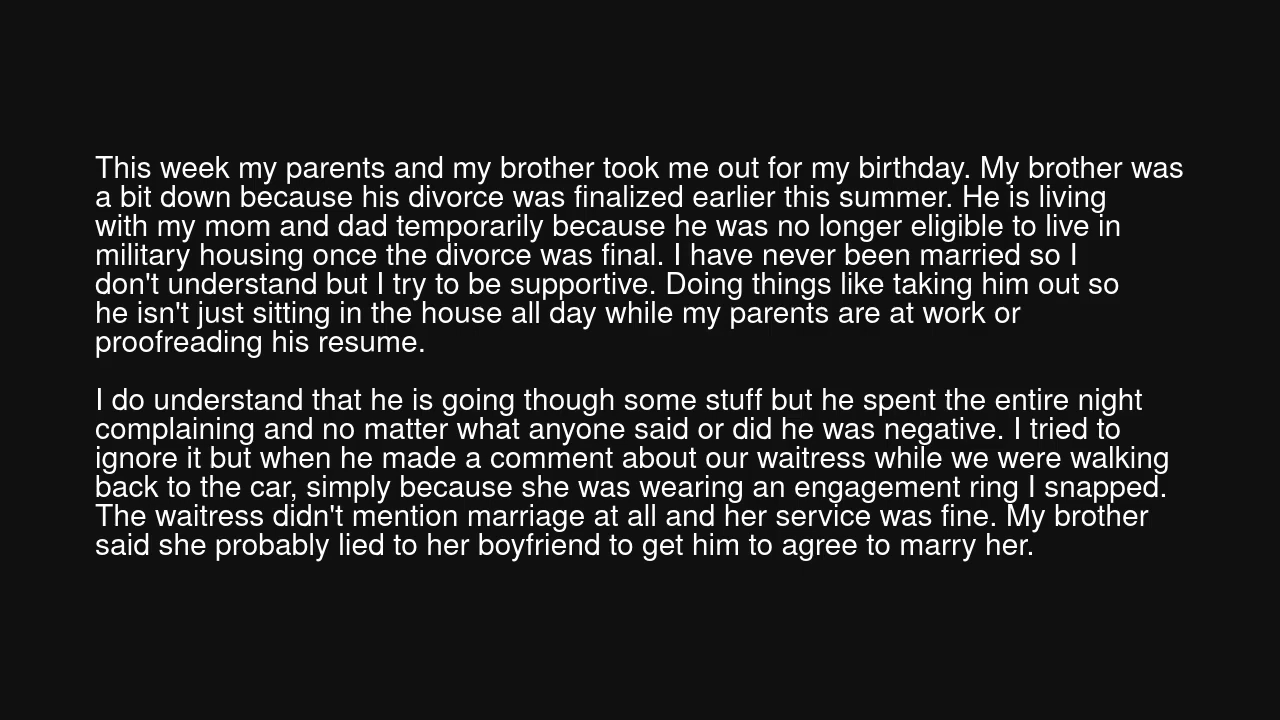 This week my parents and my brother took me out for my birthday. My brother was
a bit down because his divorce was finalized earlier this summer. He is living
with my mom and dad temporarily because he was no longer eligible to live in
military housing once the divorce was final. I have never been married so I
don't understand but I try to be supportive. Doing things like taking him out so
he isn't just sitting in the house all day while my parents are at work or
proofreading his resume.
I do understand that he is going though some stuff but he spent the entire night
complaining and no matter what anyone said or did he was negative. I tried to
ignore it but when he made a comment about our waitress while we were walking
back to the car, simply because she was wearing an engagement ring I snapped.
The waitress didn't mention marriage at all and her service was fine. My brother
said she probably lied to her boyfriend to get him to agree to marry her.